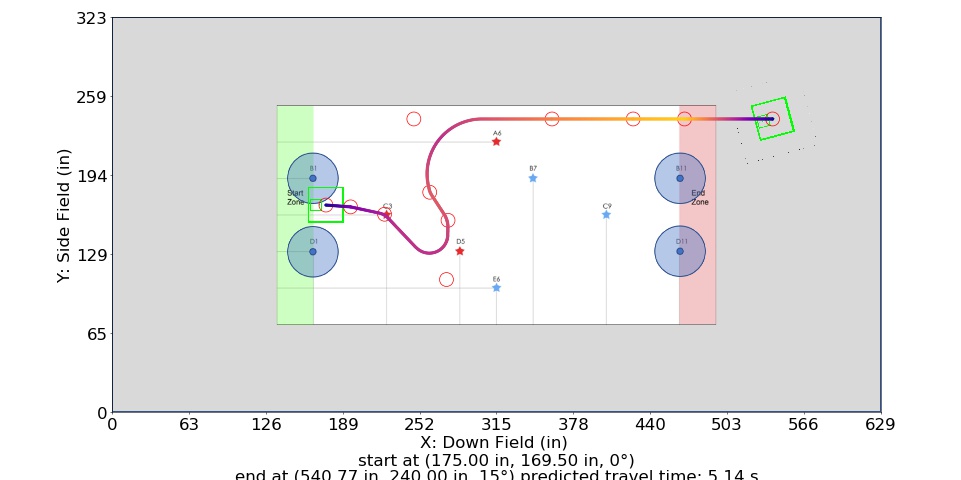 323
259
194
129
65
0
Y: Side Field (in)
A6
B1
B7
B11
Start
Zone
End
Zone
C3
C9
D1
D5
D11
E6
0 63 126 189 252 315 378 440 503 566 629
X: Down Field (in)
start at (175.00 in, 169.50 in, 0°)
end at (540.77 in, 240.00 in, 15°) predicted travel time: 5.14 s